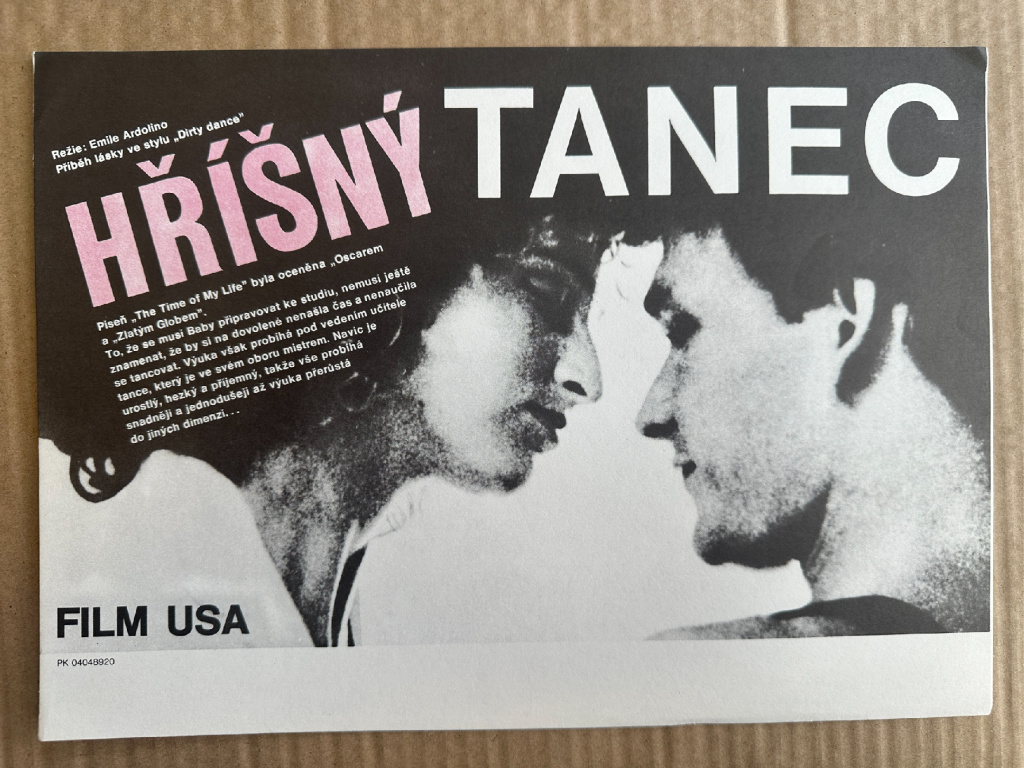 Režie: Emile Ardolino
Příběh lásky ve stylu „Dirty dance”
HŘÍŠNÝ TANEC
Píseň „The Time of My Life” byla oceněna „Oscarem
a „Zlatým Globem”.
To, že se musí Baby připravovat ke studiu, nemusí ještě
znamenat, že by si na dovolené nenašla čas a nenaučila
se tancovat. Výuka však probíhá pod vedením učitele
tance, který je ve svém oboru mistrem. Navíc je
urostlý, hezký a příjemný, takže vše probíhá
snadněji a jednodušeji až výuka přerůstá
do jiných dimenzí...
FILM USA
PK 04048920